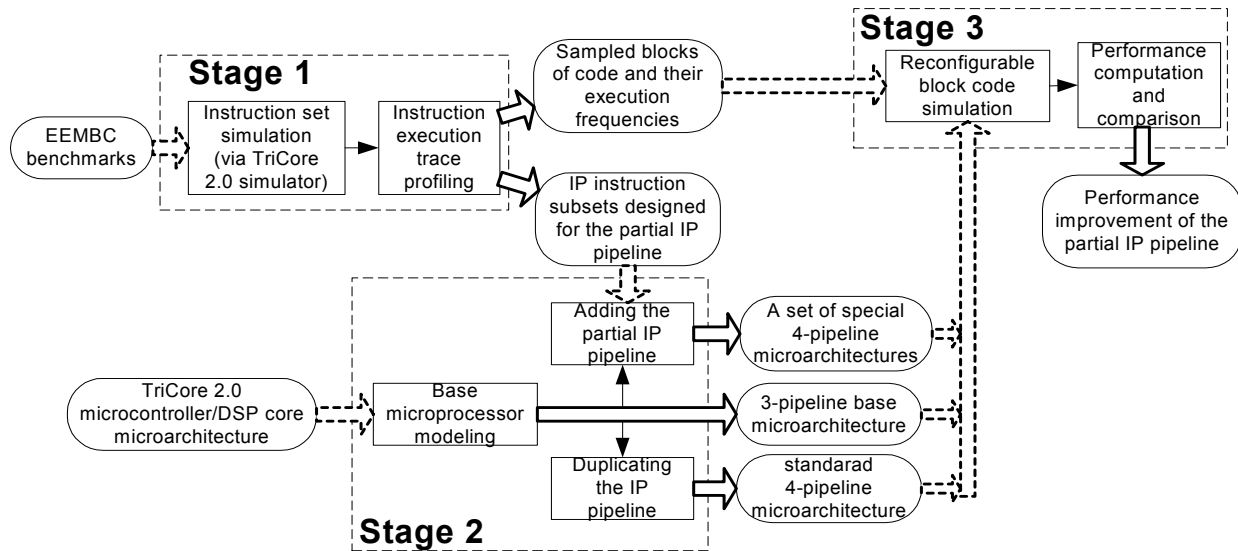 Stage 1
EEMBC
benchmarks
Instruction set
simulation
(via TriCore
2.0 simulator)
Instruction
execution
trace
profiling
Sampled blocks
of code and their
execution
frequencies
IP instruction
subsets designed
for the partial IP
pipeline
Stage 3
Reconfigurable
block code
simulation
Performance
computation
and
comparison
Performance
improvement of the
partial IP pipeline
Stage 2
TriCore 2.0
microcontroller/DSP core
microarchitecture
Base
microprocessor
modeling
Adding the
partial IP
pipeline
Duplicating
the IP
pipeline
A set of special
4-pipeline
microarchitectures
3-pipeline base
microarchitecture
standarad
4-pipeline
microarchitecture